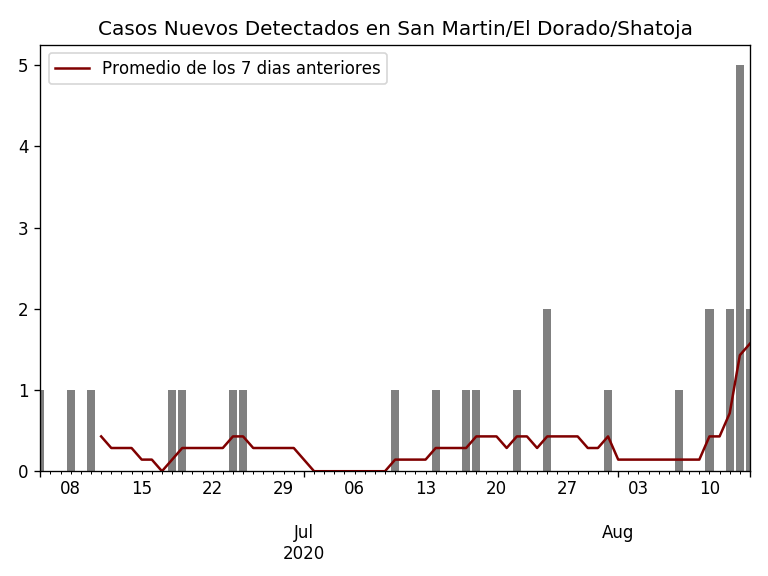 Casos Nuevos Detectados en San Martin/El Dorado/Shatoja
Promedio de los 7 dias anteriores
5
4
3
2
1
0
08 15 22 29 06 13 20 27 03 10
Jul Aug
2020